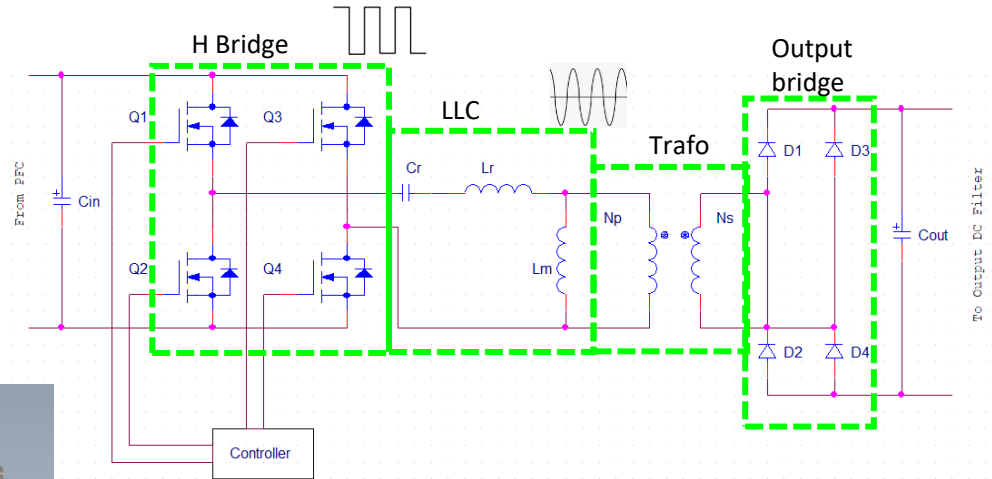 H Bridge
Output
bridge
LLC
Trafo
Q1
Q3
D1
D3
Cr
Lr
From PFC
Cin
Np
Ns
To Output DC Filter
Cout
Q2
Q4
Lm
D2
D4
Controller